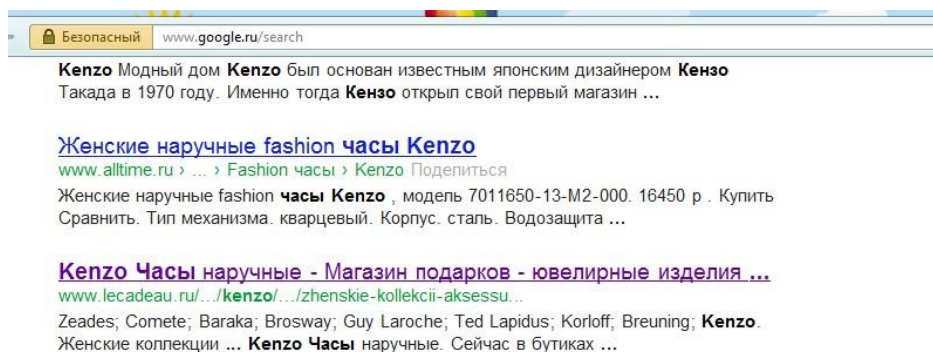 Безопасный www.google.ru/search
Kenzo Модный дом Kenzo был основан известным японским дизайнером Кензо
Такада в 1970 году. Именно тогда Кензо открыл свой первый магазин ...
Женские наручные fashion часы Kenzo
www.alltime.ru › ... › Fashion часы › Kenzo Поделиться
Женские наручные fashion часы Kenzo , модель 7011650-13-M2-000. 16450 р . Купить
Сравнить. Тип механизма. кварцевый. Корпус. сталь. Водозащита ...
Kenzo Часы наручные - Магазин подарков - ювелирные изделия ...
www.lecadeau.ru/.../kenzo/.../zhenskie-kollekcii-aksessu...
Zeades; Comete; Baraka; Brosway; Guy Laroche; Ted Lapidus; Korloff; Breuning; Kenzo.
Женские коллекции ... Kenzo Часы наручные. Сейчас в бутиках ...